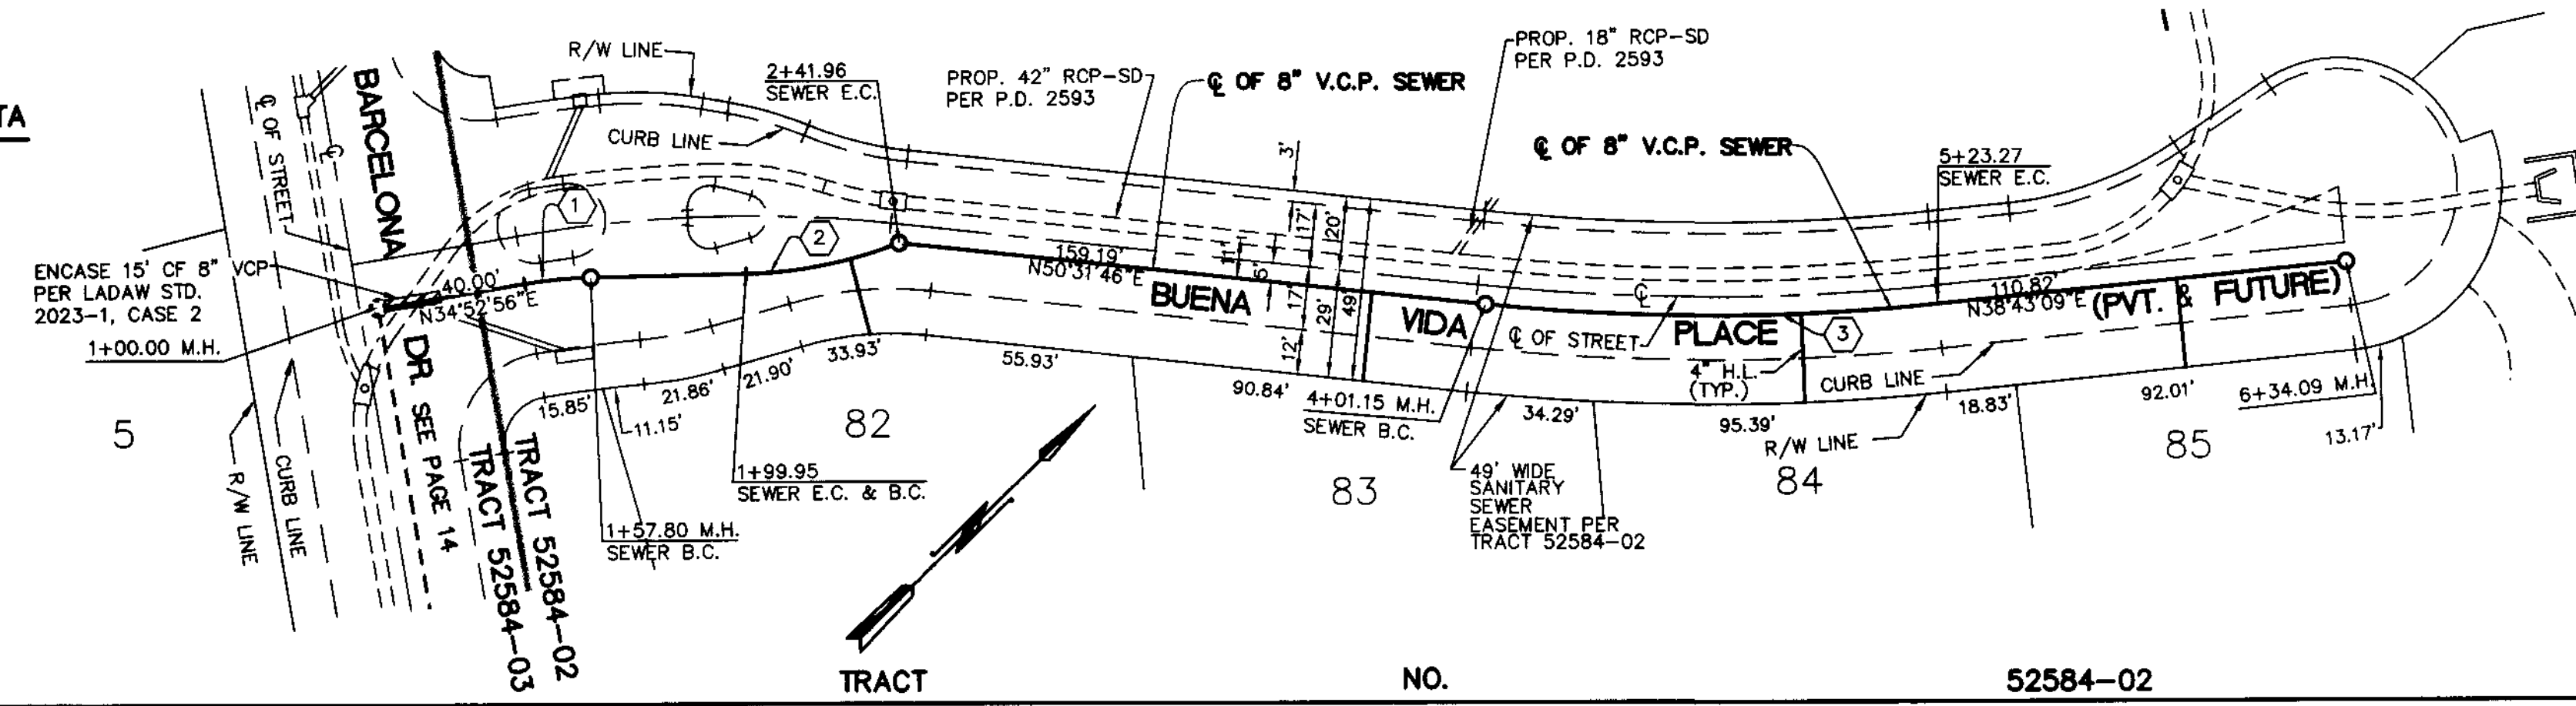 TA
R/W LINE
2+41.96
SEWER E.C.
PROP. 42" RCP-SD
PER P.D. 2593
℄ OF 8" V.C.P. SEWER
PROP. 18" RCP-SD
PER P.D. 2593
℄ OF STREET
℄
BARCELONA
CURB LINE
℄ OF 8" V.C.P. SEWER
5+23.27
SEWER E.C.
3'
1
2
ENCASE 15' OF 8" VCP
PER LADAW STD.
2023-1, CASE 2
1+00.00 M.H.
40.00'
N34°52'56"E
159.19'
N50°31'46"E
11'
6'
17'
20'
17'
29'
49'
12'
BUENA
VIDA
℄
℄ OF STREET
PLACE
3
110.82'
N38°43'09"E
(PVT. & FUTURE)
4" H.L.
(TYP.)
CURB LINE
DR.
SEE PAGE 14
15.85'
11.15'
21.86'
21.90'
33.93'
55.93'
90.84'
34.29'
95.39'
18.83'
92.01'
13.17'
4+01.15 M.H.
SEWER B.C.
6+34.09 M.H.
R/W LINE
5
82
83
84
85
R/W LINE
CURB LINE
TRACT 52584-03
TRACT 52584-02
1+99.95
SEWER E.C. & B.C.
1+57.80 M.H.
SEWER B.C.
49' WIDE
SANITARY
SEWER
EASEMENT PER
TRACT 52584-02
TRACT NO. 52584-02